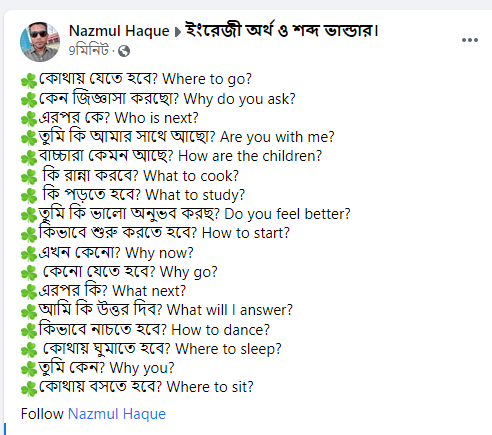 Nazmul Haque ▶ ইংরেজী অর্থ ও শব্দ ভান্ডার।
৯মিনিট ·
☘️কোথায় যেতে হবে? Where to go?
☘️কেন জিজ্ঞাসা করছো? Why do you ask?
☘️এরপর কে? Who is next?
☘️তুমি কি আমার সাথে আছো? Are you with me?
☘️বাচ্চারা কেমন আছে? How are the children?
☘️ কি রান্না করবে? What to cook?
☘️ কি পড়তে হবে? What to study?
☘️তুমি কি ভালো অনুভব করছ? Do you feel better?
☘️কিভাবে শুরু করতে হবে? How to start?
☘️এখন কেনো? Why now?
☘️ কেনো যেতে হবে? Why go?
☘️এরপর কি? What next?
☘️আমি কি উত্তর দিব? What will I answer?
☘️কিভাবে নাচতে হবে? How to dance?
☘️ কোথায় ঘুমাতে হবে? Where to sleep?
☘️তুমি কেন? Why you?
☘️কোথায় বসতে হবে? Where to sit?
Follow Nazmul Haque